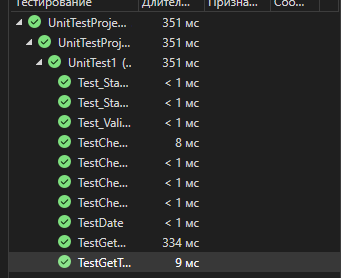 Тестирование Длител... Призна... Соо...
UnitTestProje... 351 мс
UnitTestProj... 351 мс
UnitTest1 (... 351 мс
Test_Sta... < 1 мс
Test_Sta... < 1 мс
Test_Vali... < 1 мс
TestChe... 8 мс
TestChe... < 1 мс
TestChe... < 1 мс
TestChe... < 1 мс
TestDate < 1 мс
TestGet... 334 мс
TestGetT... 9 мс